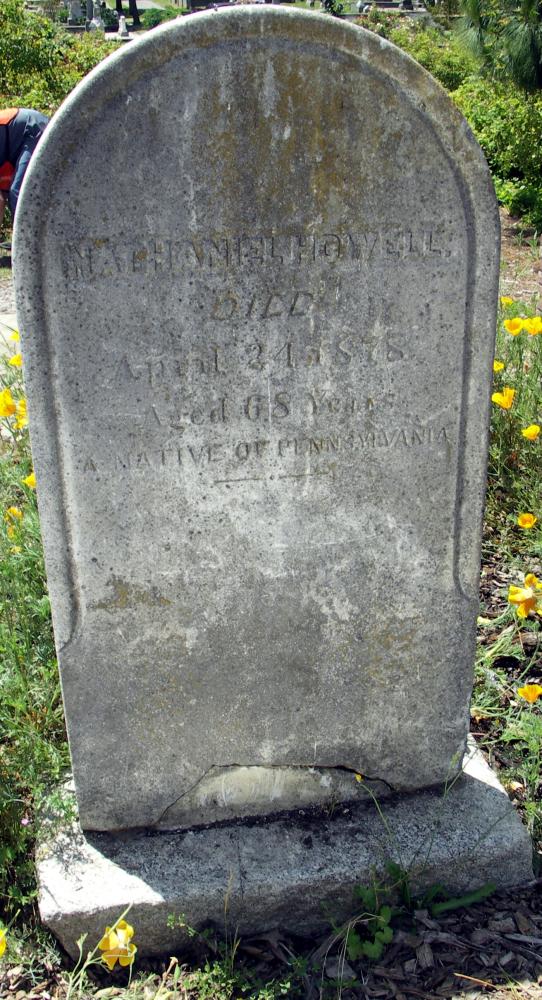 NATHANIEL HOWELL.
DIED
April 24, 1878
Aged 68 Years
A NATIVE OF PENNSYLVANIA